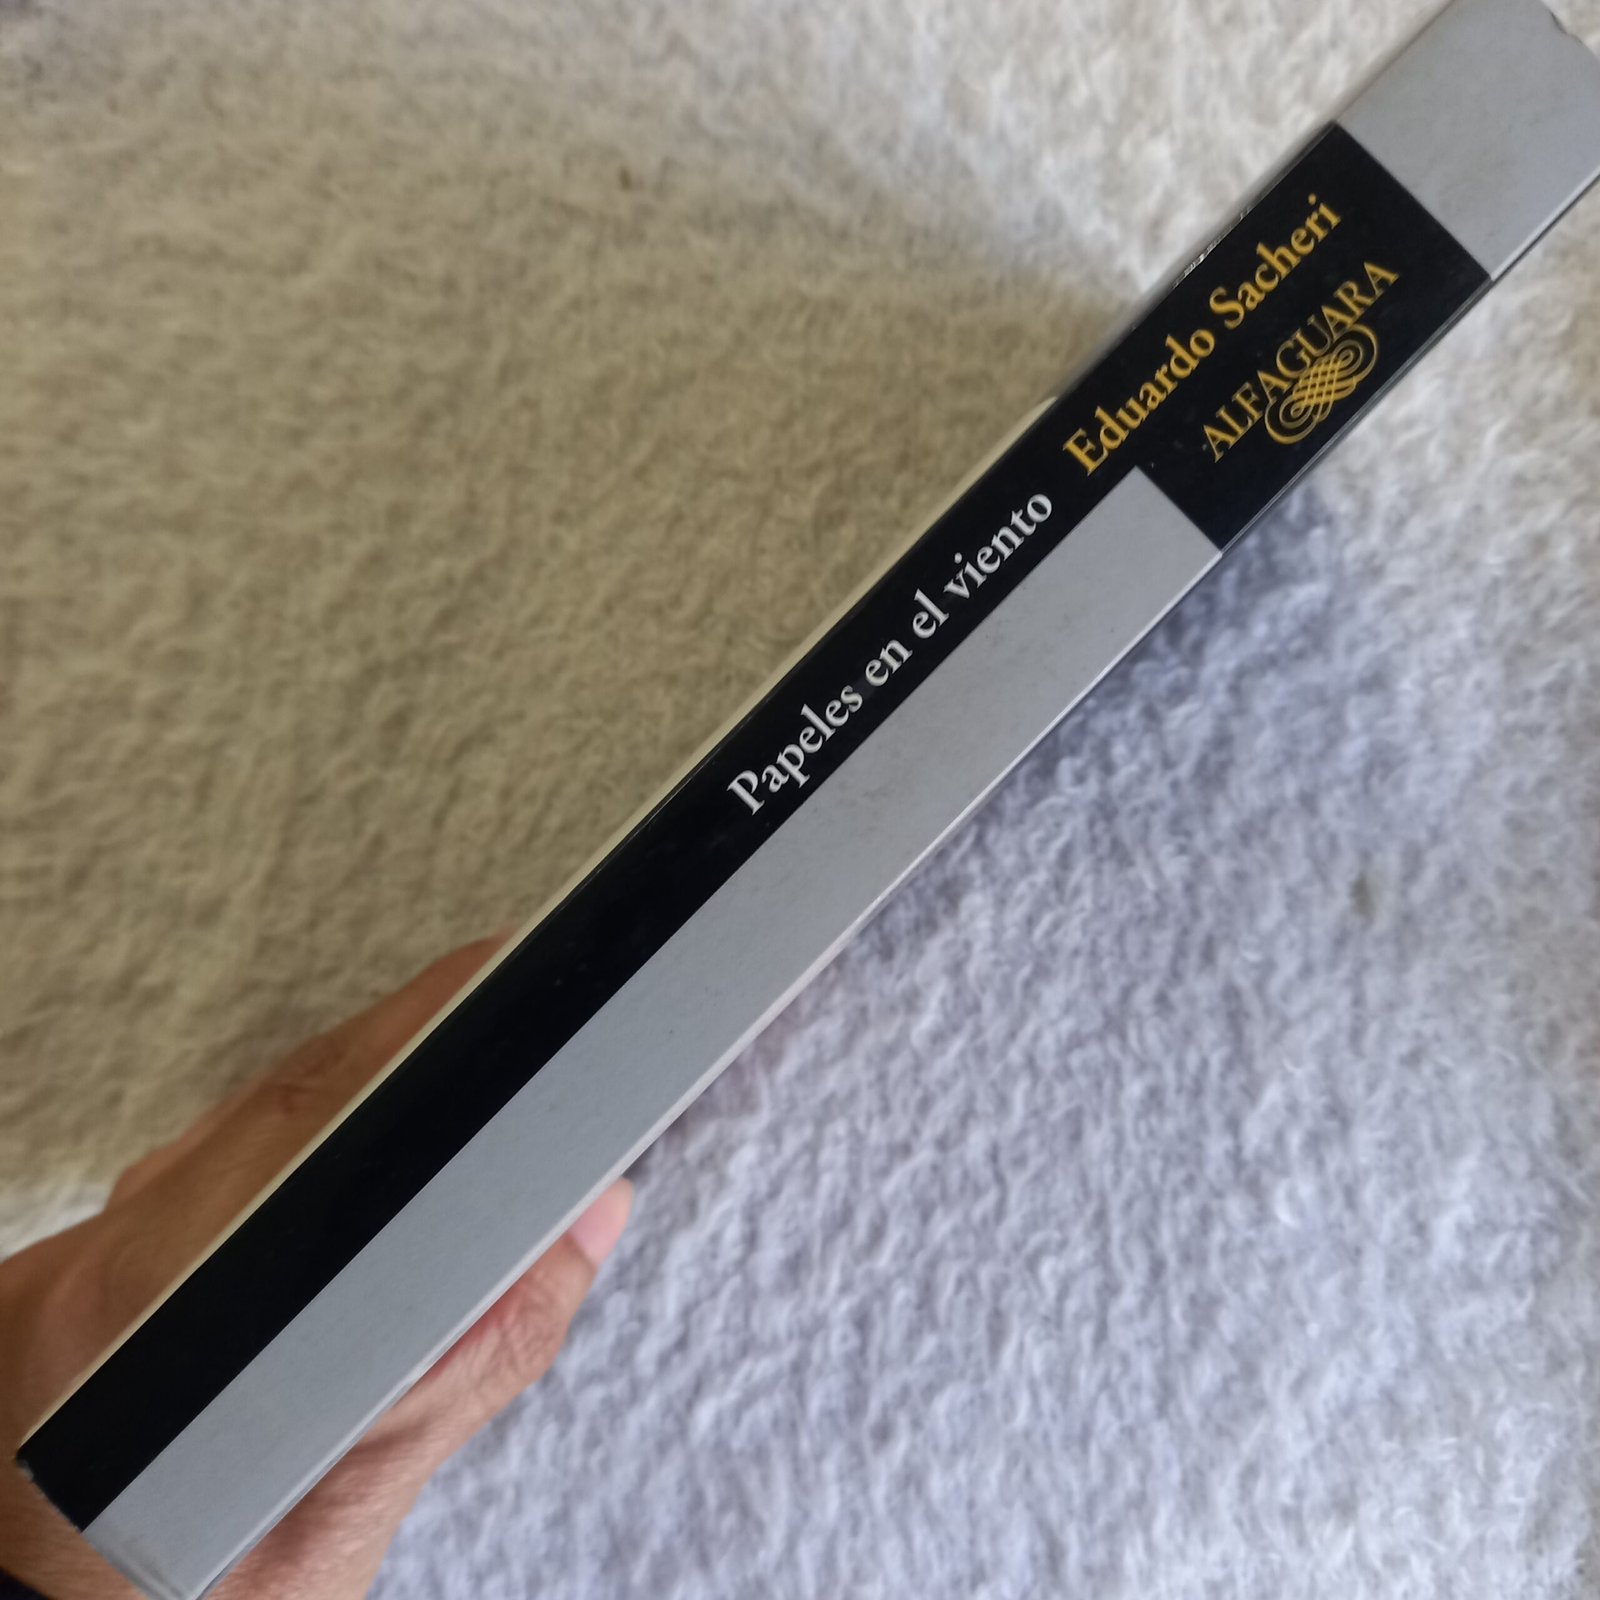 Papeles en el viento
Eduardo Sacheri
ALFAGUARA